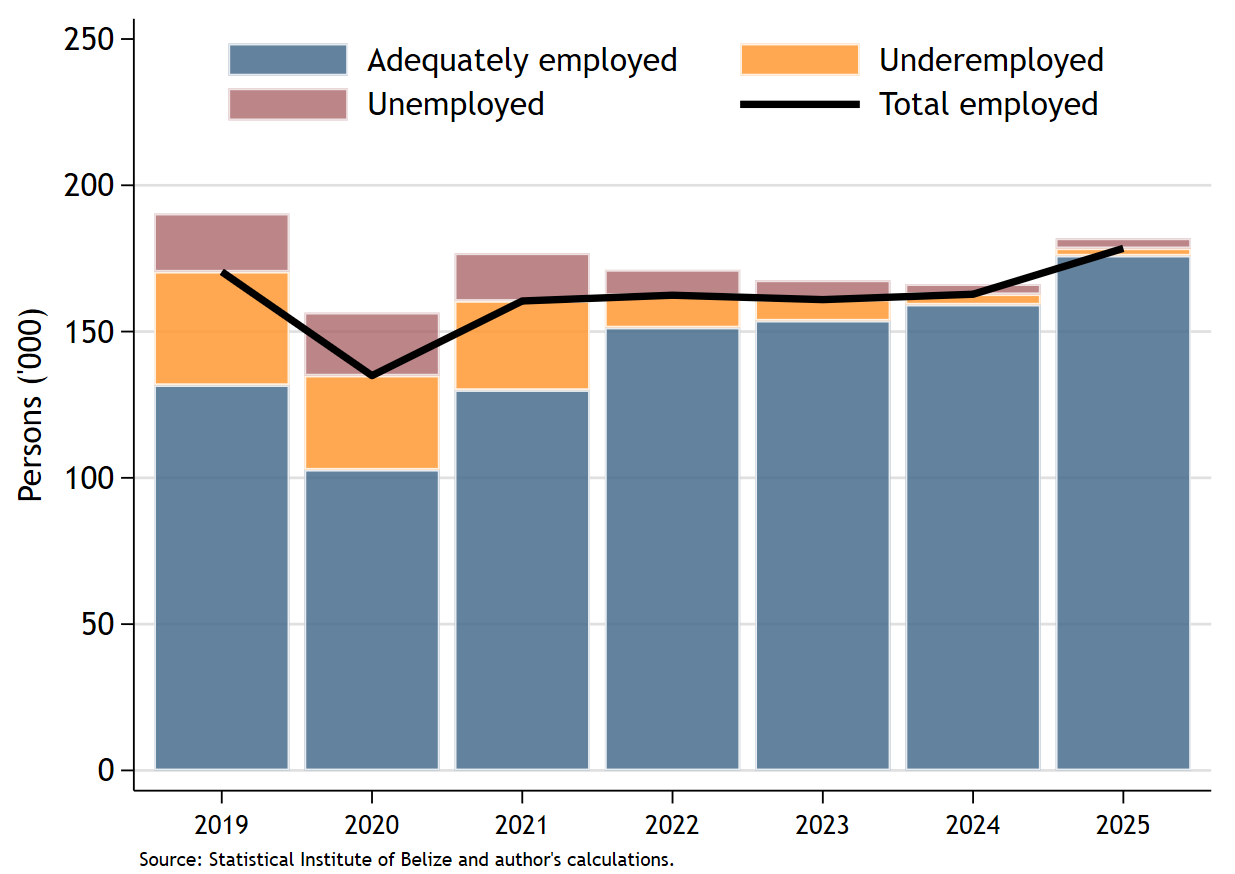 250
Adequately employed
Underemployed
Unemployed
Total employed
200
150
100
50
0
Persons ('000)
2019 2020 2021 2022 2023 2024 2025
Source: Statistical Institute of Belize and author's calculations.